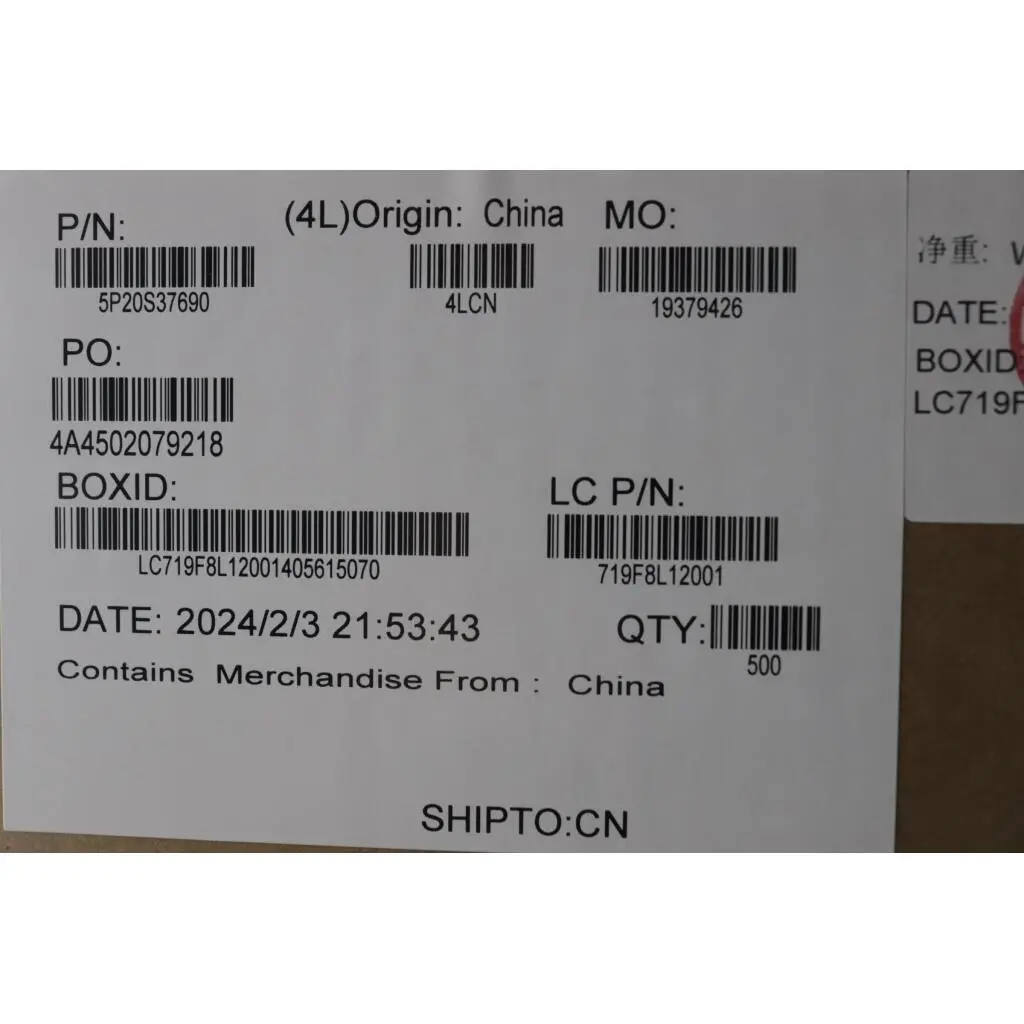 P/N:
(4L)Origin: China
MO:
5P20S37690
4LCN
19379426
PO:
4A4502079218
BOXID:
LC P/N:
LC719F8L12001405615070
719F8L12001
DATE: 2024/2/3 21:53:43
QTY:
500
Contains Merchandise From : China
SHIPTO:CN
净重:
DATE:
BOXID
LC719F